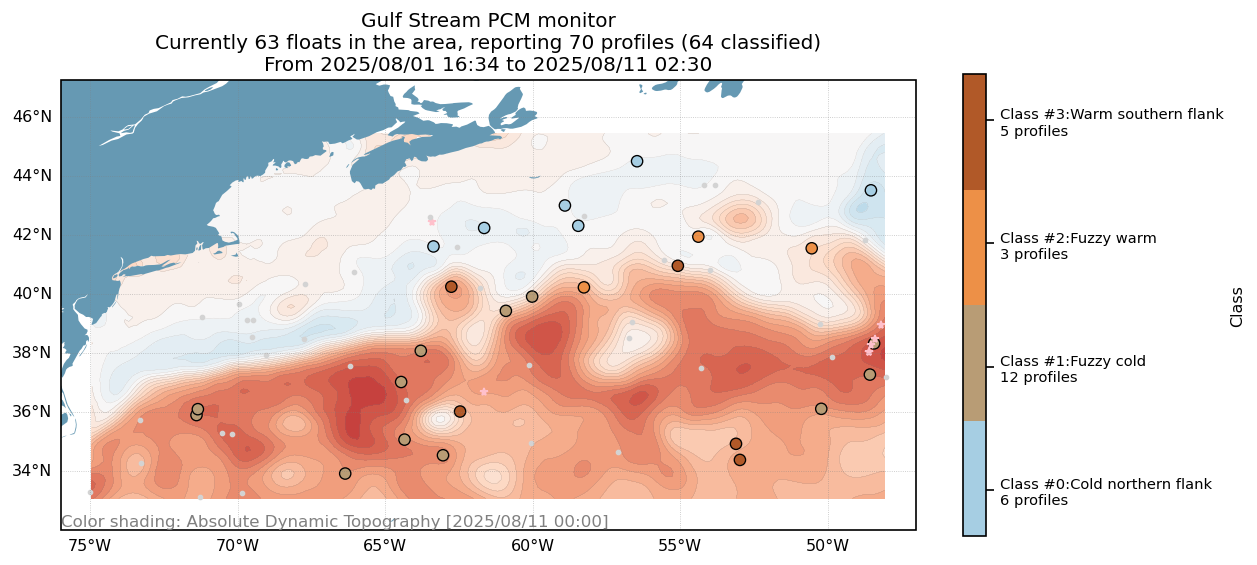 Gulf Stream PCM monitor
Currently 63 floats in the area, reporting 70 profiles (64 classified)
From 2025/08/01 16:34 to 2025/08/11 02:30
46°N
44°N
42°N
40°N
38°N
36°N
34°N
Color shading: Absolute Dynamic Topography [2025/08/11 00:00]
75°W
70°W
65°W
60°W
55°W
50°W
Class #3:Warm southern flank
5 profiles
Class #2:Fuzzy warm
3 profiles
Class #1:Fuzzy cold
12 profiles
Class #0:Cold northern flank
6 profiles
Class